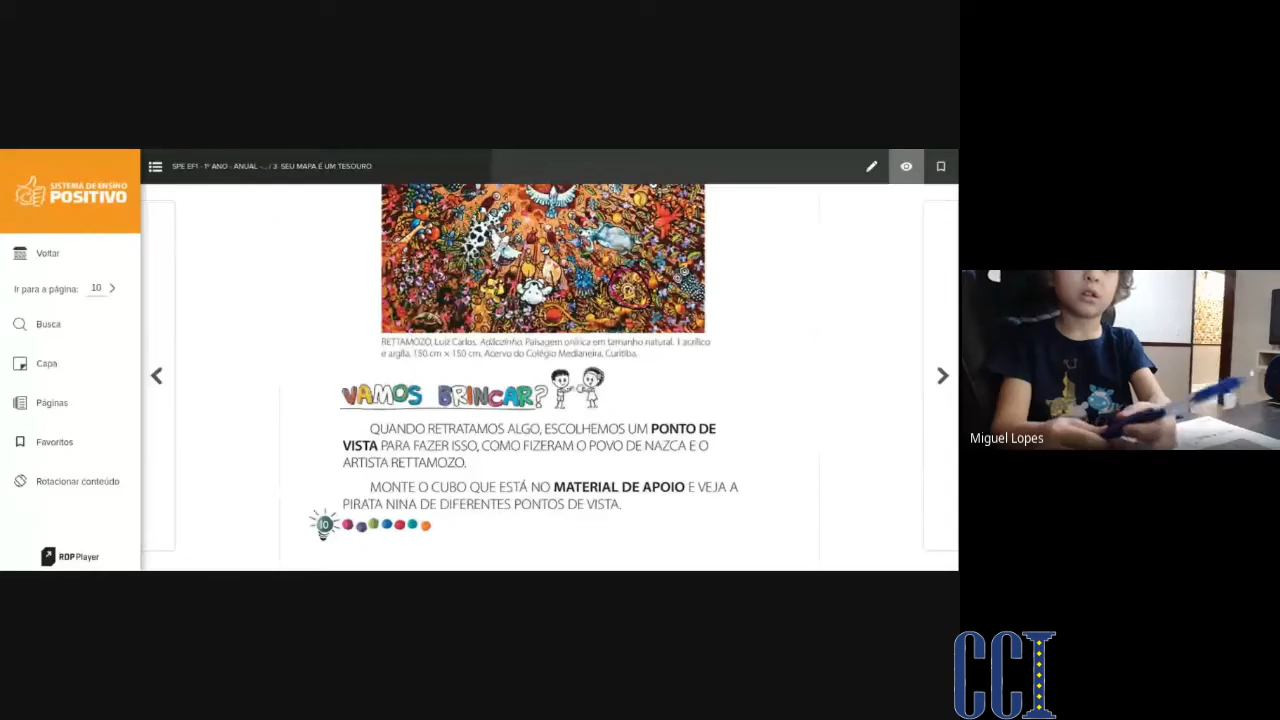 SISTEMA DE ENSINO
POSITIVO
SPE EF1 - 1º ANO - ANUAL -... / 3 SEU MAPA É UM TESOURO
Voltar
Ir para a página: 10
Busca
Capa
Páginas
Favoritos
Rotacionar conteúdo
RDP Player
RETTAMOZO, Luiz Carlos. Adãozinho. Paisagem onírica em tamanho natural. 1 acrílico
e argila, 150 cm × 150 cm. Acervo do Colégio Medianeira, Curitiba.
VAMOS BRINCAR?
QUANDO RETRATAMOS ALGO, ESCOLHEMOS UM PONTO DE
VISTA PARA FAZER ISSO, COMO FIZERAM O POVO DE NAZCA E O
ARTISTA RETTAMOZO.
MONTE O CUBO QUE ESTÁ NO MATERIAL DE APOIO E VEJA A
PIRATA NINA DE DIFERENTES PONTOS DE VISTA.
10
Miguel Lopes
CCI